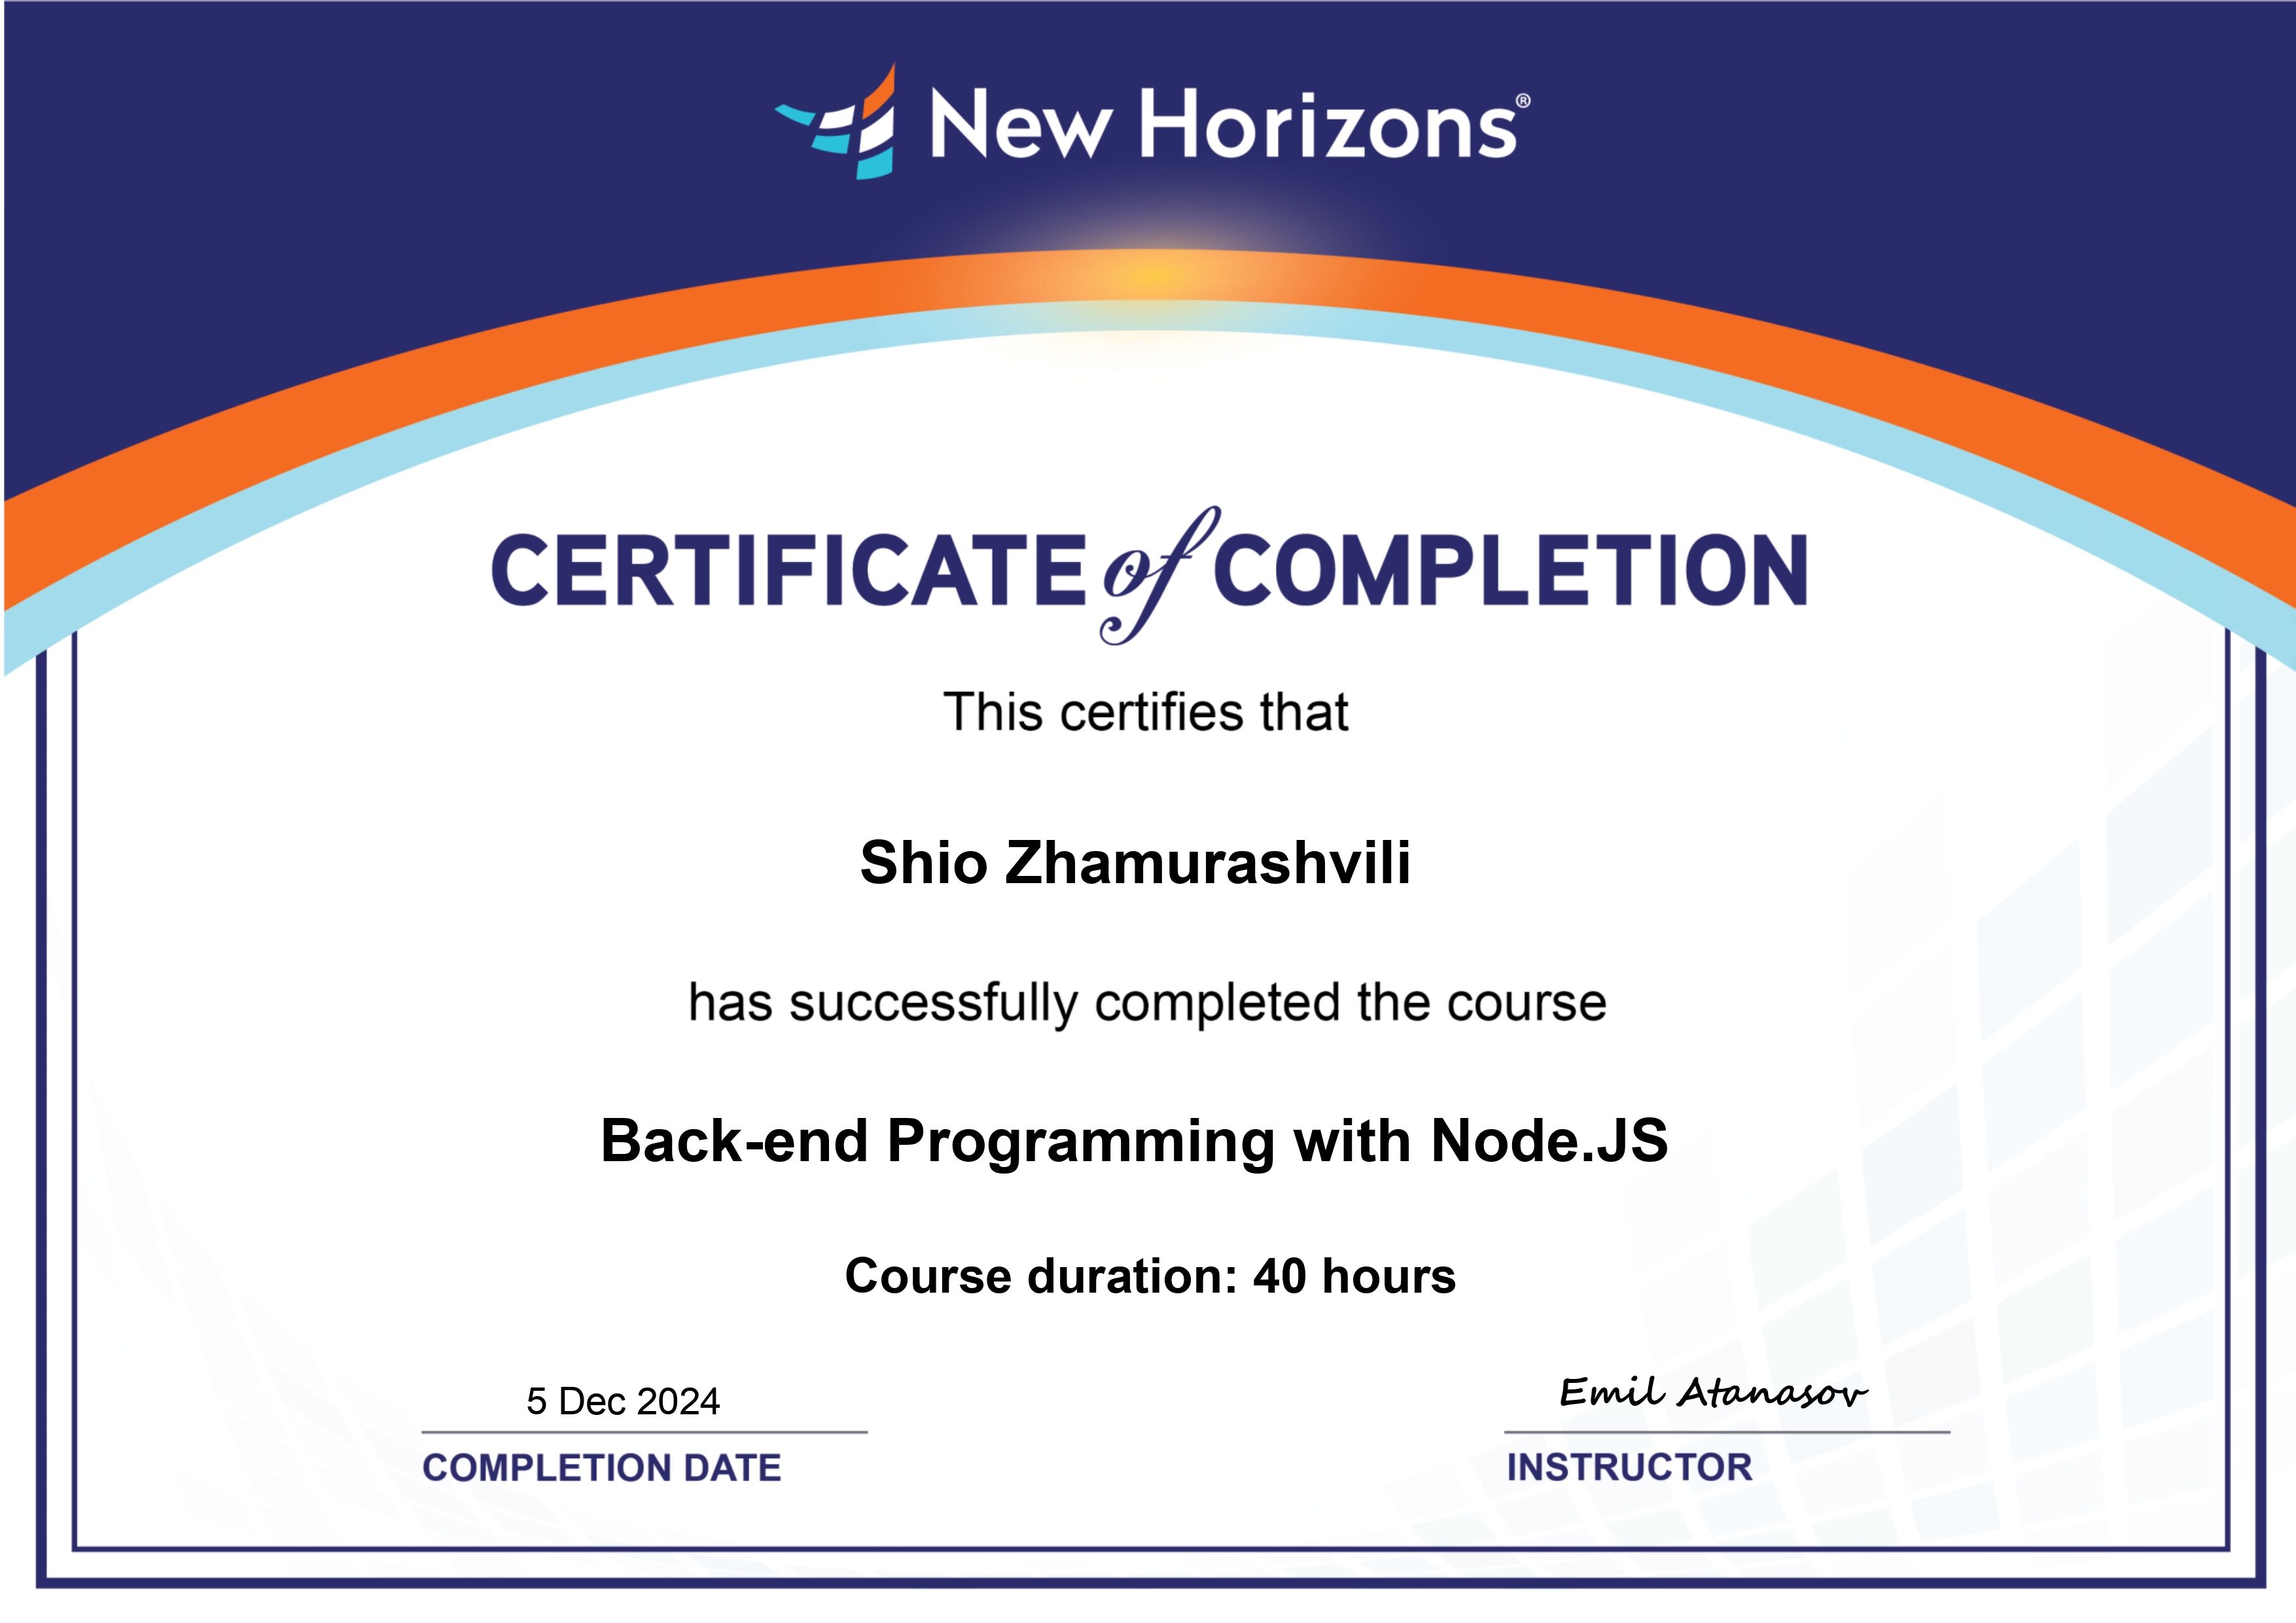 New Horizons®
CERTIFICATE of COMPLETION
This certifies that
Shio Zhamurashvili
has successfully completed the course
Back-end Programming with Node.JS
Course duration: 40 hours
5 Dec 2024
COMPLETION DATE
Emil Atanasov
INSTRUCTOR